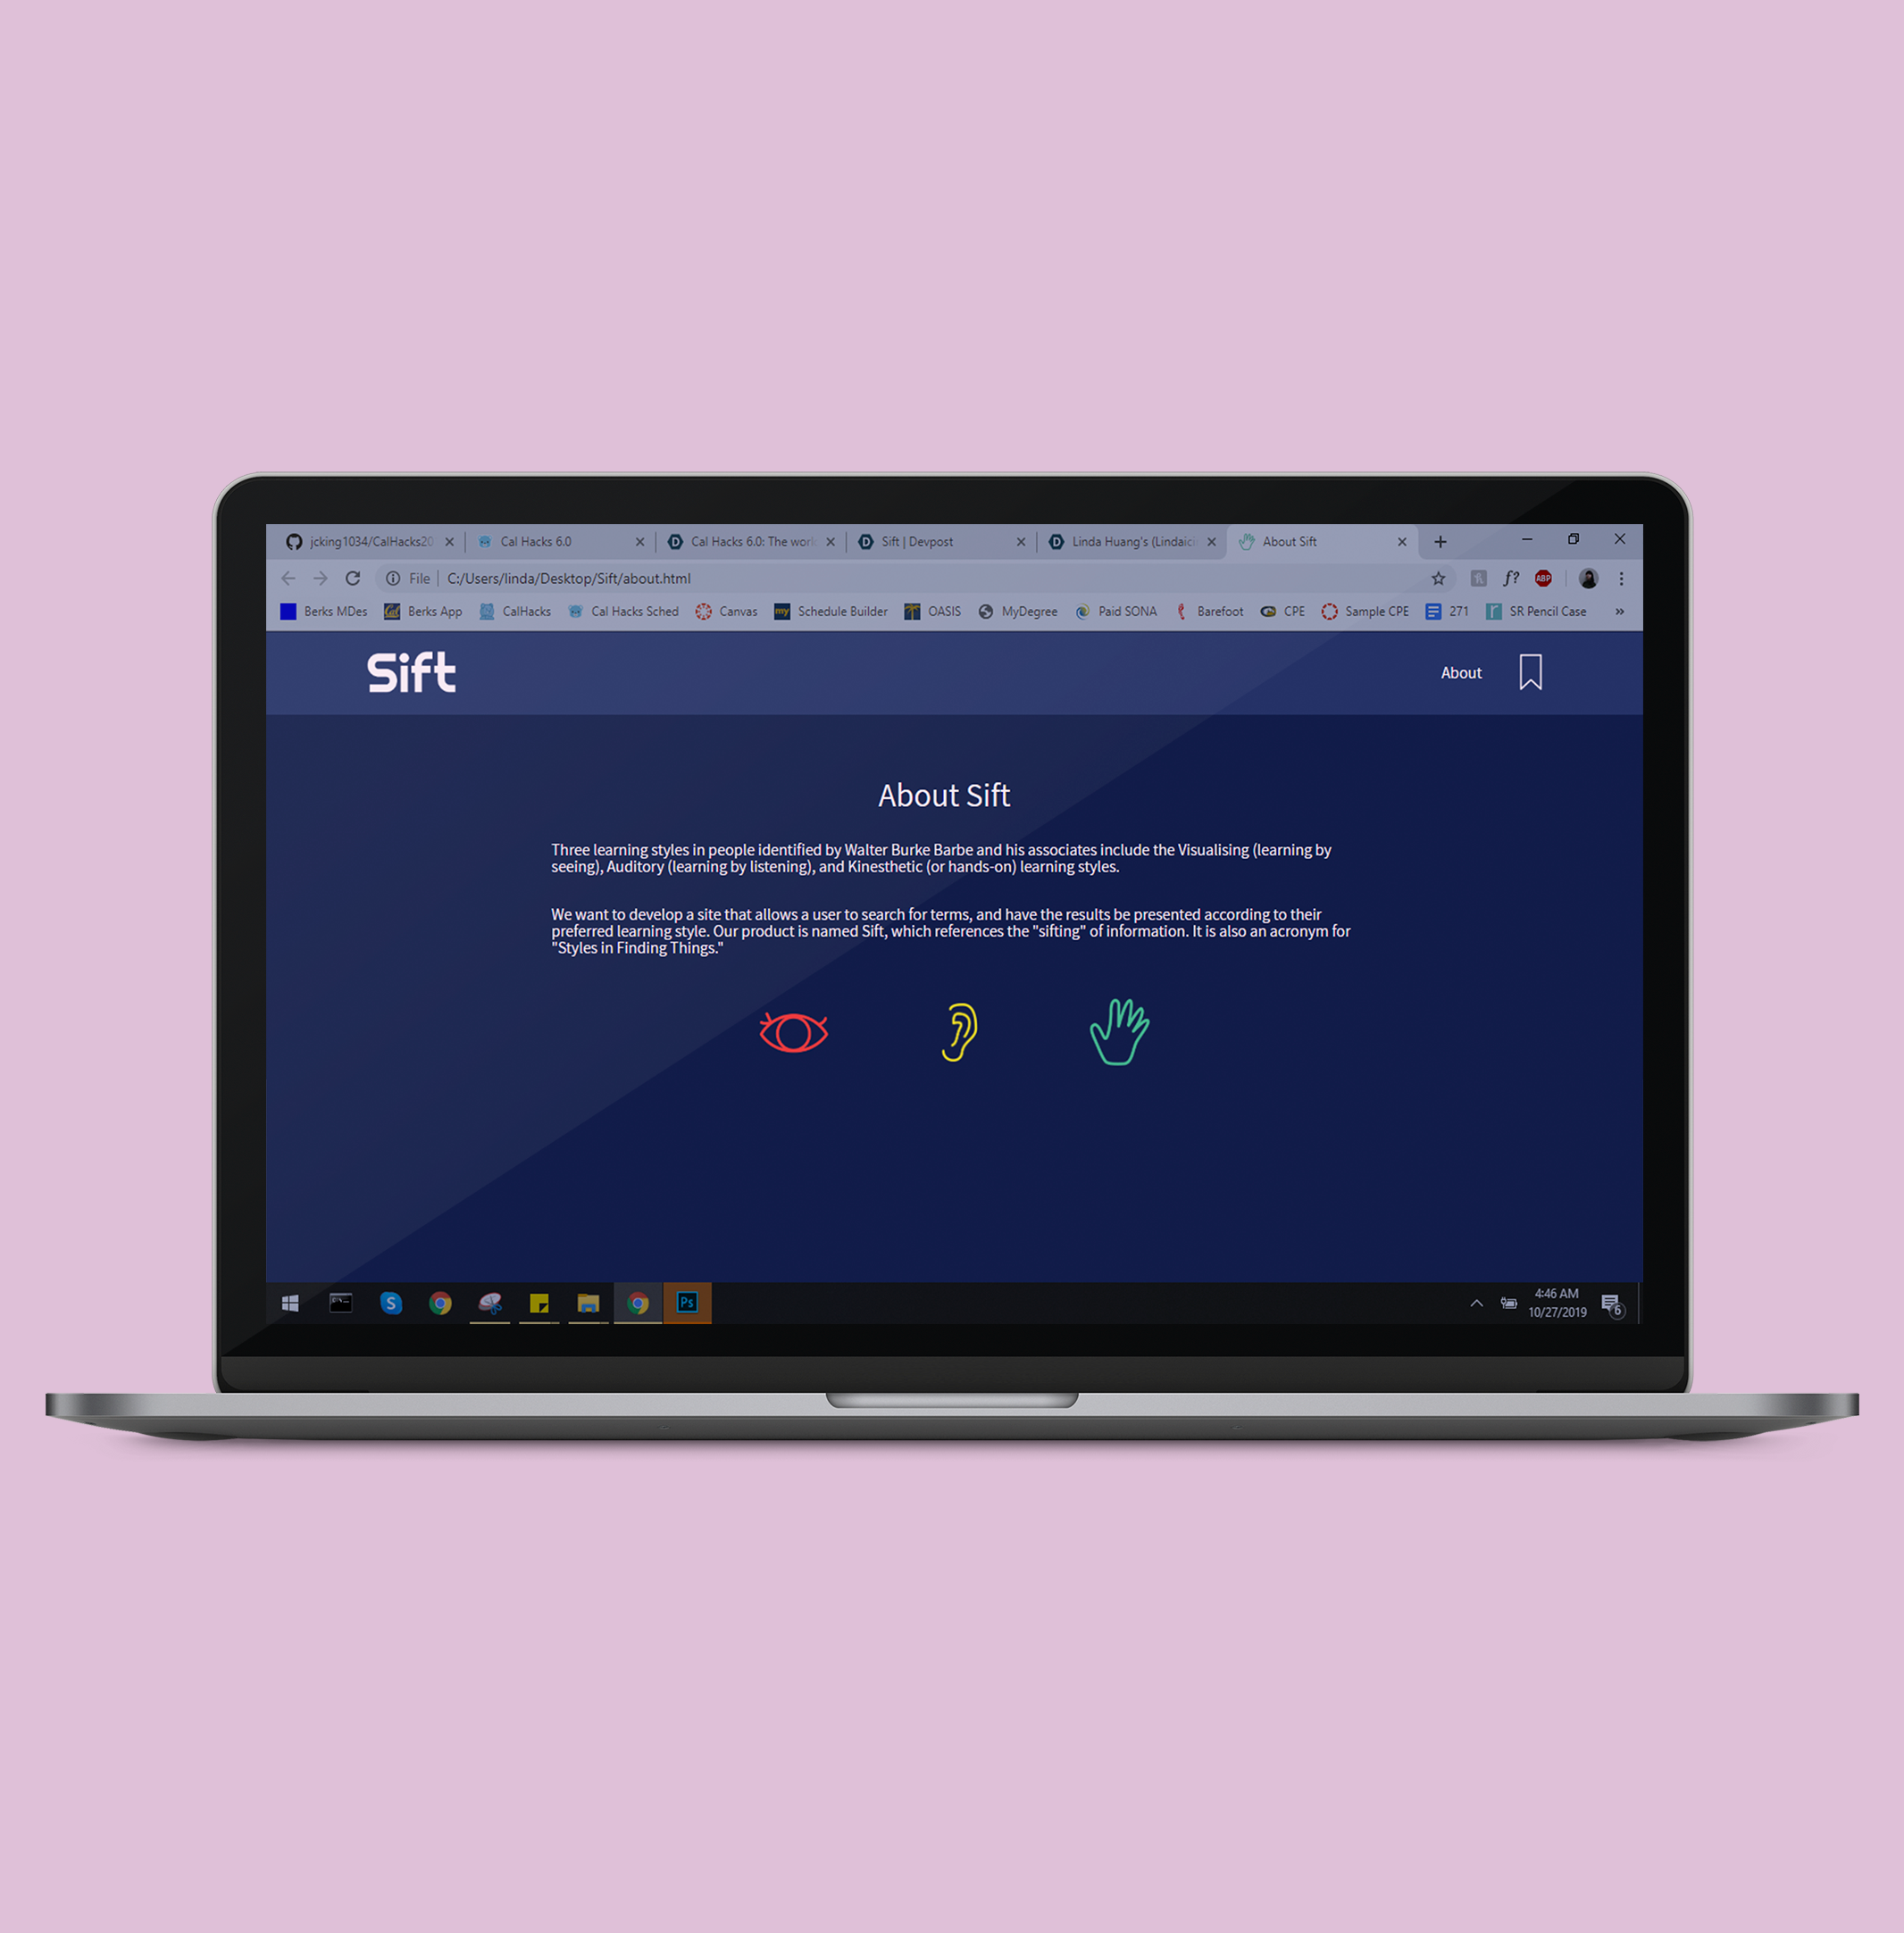 jcking1034/CalHacks20
Cal Hacks 6.0
Cal Hacks 6.0: The work
Sift | Devpost
Linda Huang's (Lindaici
About Sift
File
C:/Users/linda/Desktop/Sift/about.html
f?
ABP
Berks MDes
Cal
Berks App
CalHacks
Cal Hacks Sched
Canvas
my
Schedule Builder
OASIS
MyDegree
Paid SONA
Barefoot
CPE
Sample CPE
271
r
SR Pencil Case
»
Sift
About
About Sift
Three learning styles in people identified by Walter Burke Barbe and his associates include the Visualising (learning by
seeing), Auditory (learning by listening), and Kinesthetic (or hands-on) learning styles.
We want to develop a site that allows a user to search for terms, and have the results be presented according to their
preferred learning style. Our product is named Sift, which references the "sifting" of information. It is also an acronym for
"Styles in Finding Things."
S
Ps
4:46 AM
10/27/2019
6